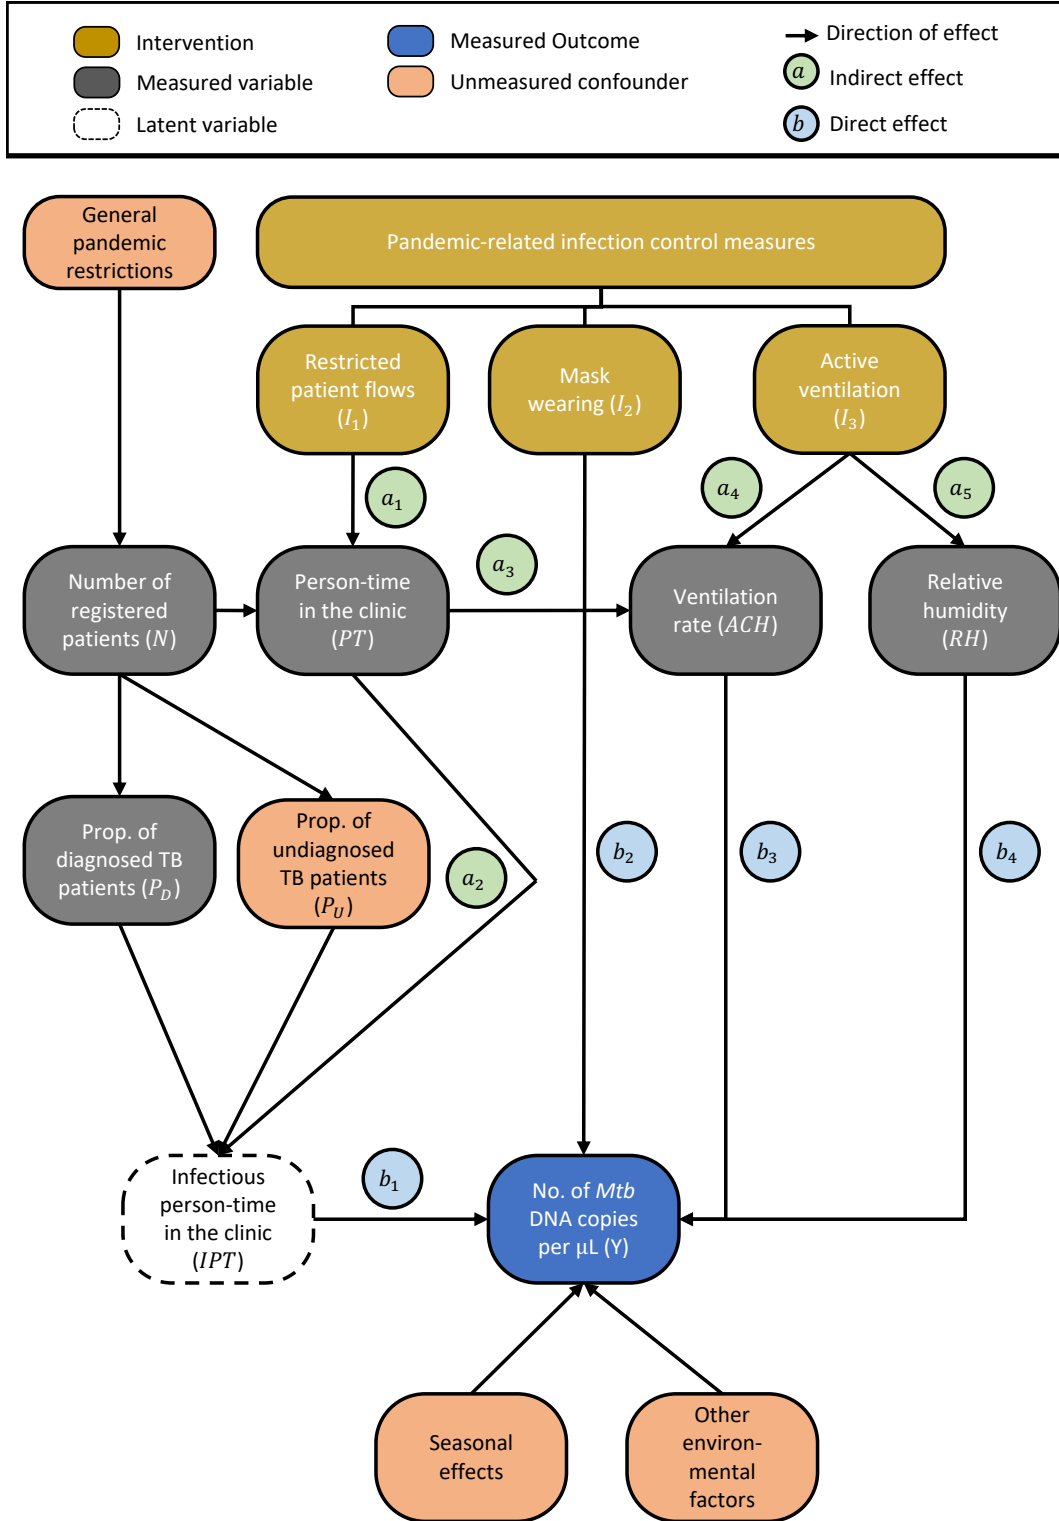 Intervention
Measured Outcome
Direction of effect
Measured variable
Unmeasured confounder
a Indirect effect
Latent variable
b Direct effect
General
pandemic
restrictions
Pandemic-related infection control measures
Restricted
patient flows
(I₁)
Mask
wearing (I₂)
Active
ventilation
(I₃)
a₁
a₄
a₅
Number of
registered
patients (N)
Person-time
in the clinic
(PT)
a₃
Ventilation
rate (ACH)
Relative
humidity
(RH)
Prop. of
diagnosed TB
patients (P_D)
Prop. of
undiagnosed
TB patients
(P_U)
a₂
b₂
b₃
b₄
Infectious
person-time
in the clinic
(IPT)
b₁
No. of Mtb
DNA copies
per µL (Y)
Seasonal
effects
Other
environ-
mental
factors